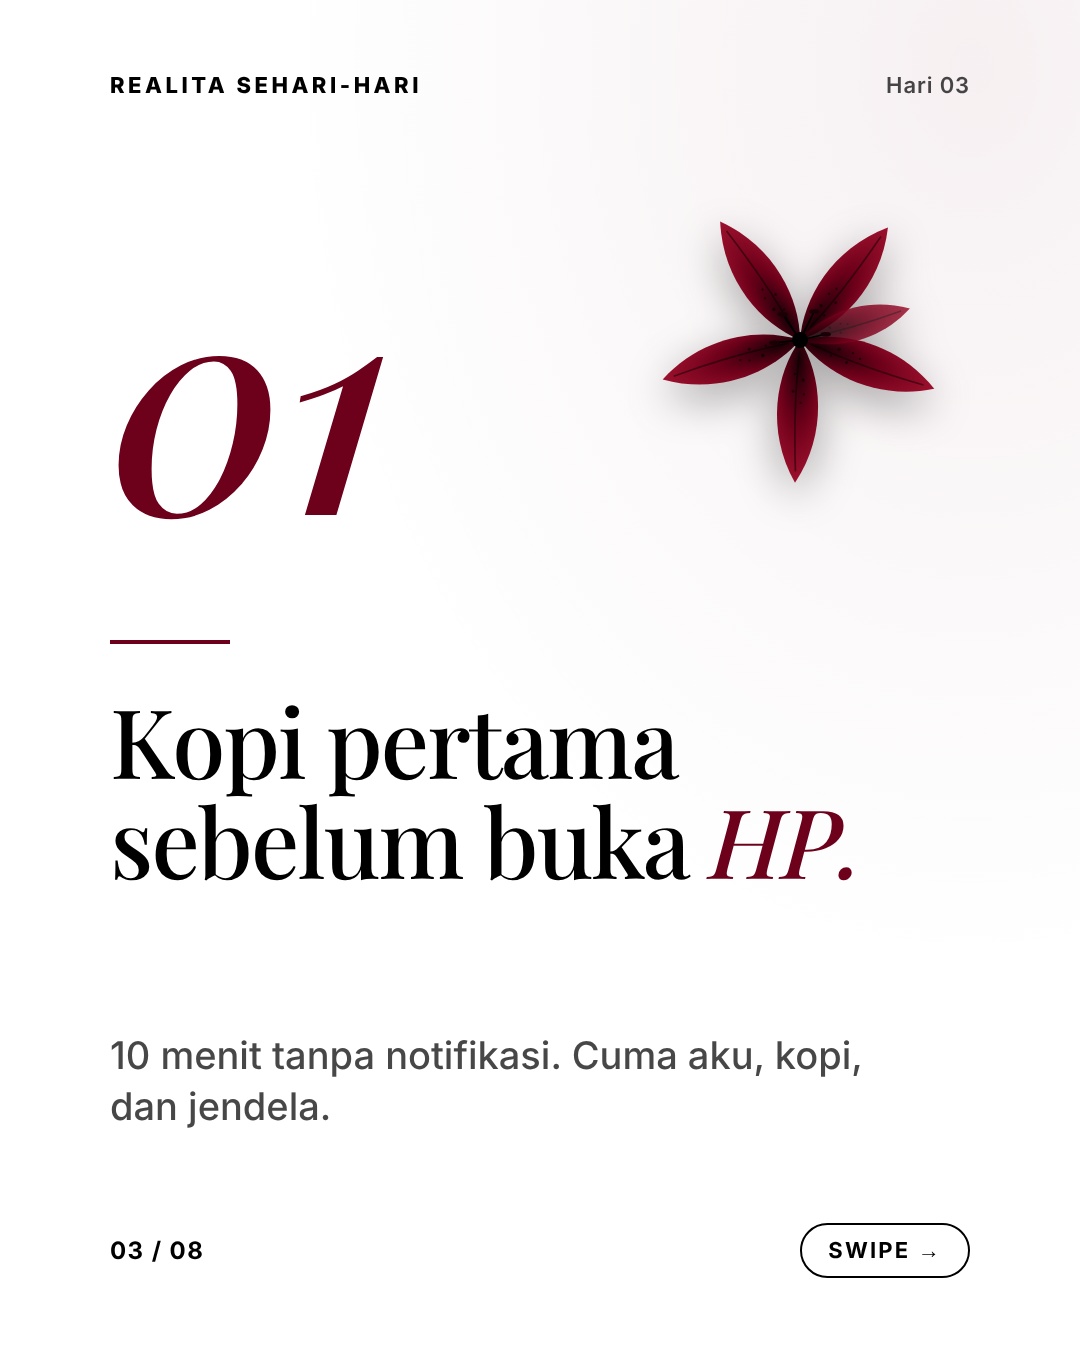 REALITA SEHARI-HARI
Hari 03
01
Kopi pertama
sebelum buka HP.
10 menit tanpa notifikasi. Cuma aku, kopi,
dan jendela.
03 / 08
SWIPE →